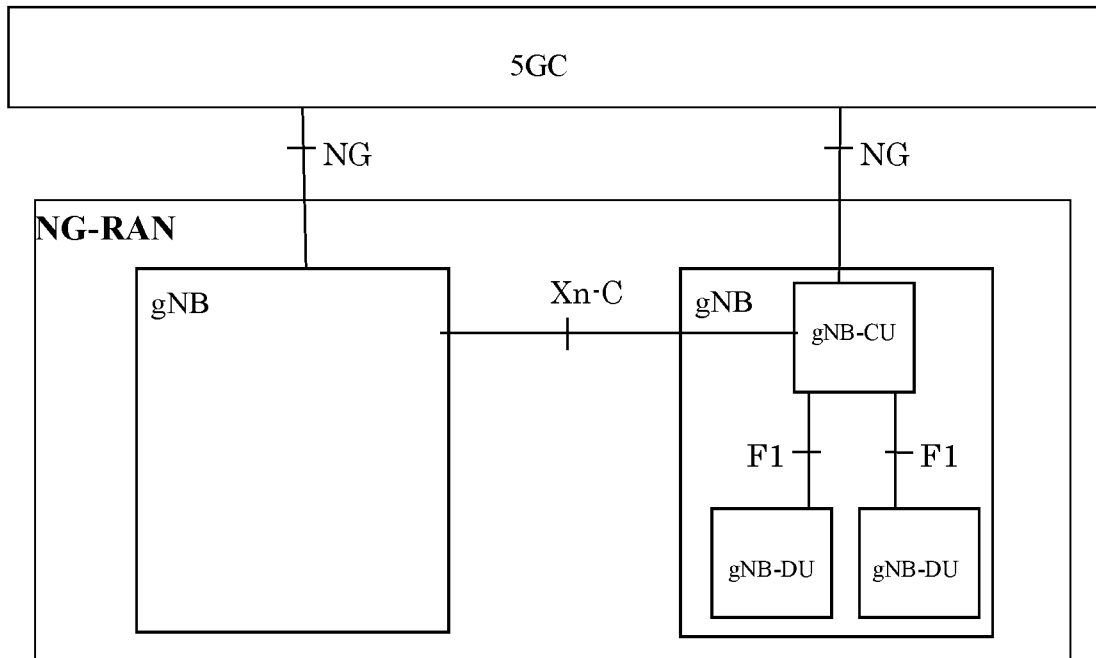 5GC
NG
NG
NG-RAN
gNB
Xn-C
gNB
gNB-CU
F1
F1
gNB-DU
gNB-DU